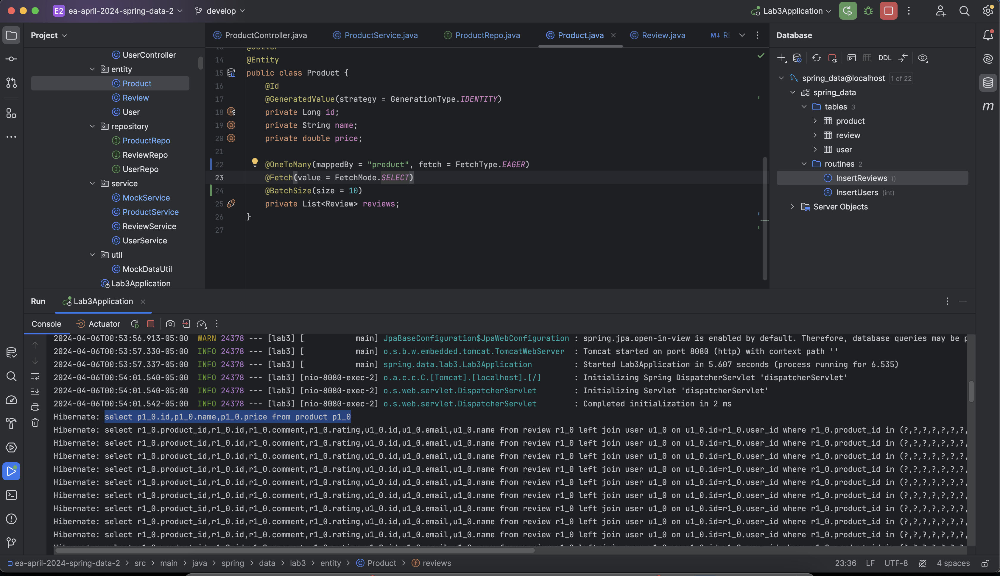 E2 ea-april-2024-spring-data-2 develop Lab3Application
Project
UserController
entity
Product
Review
User
repository
ProductRepo
ReviewRepo
UserRepo
service
MockService
ProductService
ReviewService
UserService
util
MockDataUtil
Lab3Application
ProductController.java ProductService.java ProductRepo.java Product.java Review.java
14 @Entity
15 public class Product {
16 @Id
17 @GeneratedValue(strategy = GenerationType.IDENTITY)
18 private Long id;
19 private String name;
20 private double price;
21
22 @OneToMany(mappedBy = "product", fetch = FetchType.EAGER)
23 @Fetch(value = FetchMode.SELECT)
24 @BatchSize(size = 10)
25 private List<Review> reviews;
26 }
27
Database
DDL
spring_data@localhost 1 of 22
spring_data
tables 3
product
review
user
routines 2
InsertReviews ()
InsertUsers (int)
Server Objects
m
Run Lab3Application
Console Actuator
2024-04-06T00:53:56.913-05:00 WARN 24378 --- [lab3] [ main] JpaBaseConfiguration$JpaWebConfiguration : spring.jpa.open-in-view is enabled by default. Therefore, database queries may be
2024-04-06T00:53:57.330-05:00 INFO 24378 --- [lab3] [ main] o.s.b.w.embedded.tomcat.TomcatWebServer : Tomcat started on port 8080 (http) with context path ''
2024-04-06T00:53:57.337-05:00 INFO 24378 --- [lab3] [ main] spring.data.lab3.Lab3Application : Started Lab3Application in 5.607 seconds (process running for 6.535)
2024-04-06T00:54:01.540-05:00 INFO 24378 --- [lab3] [nio-8080-exec-2] o.a.c.c.C.[Tomcat].[localhost].[/] : Initializing Spring DispatcherServlet 'dispatcherServlet'
2024-04-06T00:54:01.540-05:00 INFO 24378 --- [lab3] [nio-8080-exec-2] o.s.web.servlet.DispatcherServlet : Initializing Servlet 'dispatcherServlet'
2024-04-06T00:54:01.542-05:00 INFO 24378 --- [lab3] [nio-8080-exec-2] o.s.web.servlet.DispatcherServlet : Completed initialization in 2 ms
Hibernate: select p1_0.id,p1_0.name,p1_0.price from product p1_0
Hibernate: select r1_0.product_id,r1_0.id,r1_0.comment,r1_0.rating,u1_0.id,u1_0.email,u1_0.name from review r1_0 left join user u1_0 on u1_0.id=r1_0.user_id where r1_0.product_id in (?,?,?,?,?,?,?,
Hibernate: select r1_0.product_id,r1_0.id,r1_0.comment,r1_0.rating,u1_0.id,u1_0.email,u1_0.name from review r1_0 left join user u1_0 on u1_0.id=r1_0.user_id where r1_0.product_id in (?,?,?,?,?,?,?,
Hibernate: select r1_0.product_id,r1_0.id,r1_0.comment,r1_0.rating,u1_0.id,u1_0.email,u1_0.name from review r1_0 left join user u1_0 on u1_0.id=r1_0.user_id where r1_0.product_id in (?,?,?,?,?,?,?,
Hibernate: select r1_0.product_id,r1_0.id,r1_0.comment,r1_0.rating,u1_0.id,u1_0.email,u1_0.name from review r1_0 left join user u1_0 on u1_0.id=r1_0.user_id where r1_0.product_id in (?,?,?,?,?,?,?,
Hibernate: select r1_0.product_id,r1_0.id,r1_0.comment,r1_0.rating,u1_0.id,u1_0.email,u1_0.name from review r1_0 left join user u1_0 on u1_0.id=r1_0.user_id where r1_0.product_id in (?,?,?,?,?,?,?,
Hibernate: select r1_0.product_id,r1_0.id,r1_0.comment,r1_0.rating,u1_0.id,u1_0.email,u1_0.name from review r1_0 left join user u1_0 on u1_0.id=r1_0.user_id where r1_0.product_id in (?,?,?,?,?,?,?,
Hibernate: select r1_0.product_id,r1_0.id,r1_0.comment,r1_0.rating,u1_0.id,u1_0.email,u1_0.name from review r1_0 left join user u1_0 on u1_0.id=r1_0.user_id where r1_0.product_id in (?,?,?,?,?,?,?,
Hibernate: select r1_0.product_id,r1_0.id,r1_0.comment,r1_0.rating,u1_0.id,u1_0.email,u1_0.name from review r1_0 left join user u1_0 on u1_0.id=r1_0.user_id where r1_0.product_id in (?,?,?,?,?,?,?,
Hibernate: select r1_0.product_id,r1_0.id,r1_0.comment,r1_0.rating,u1_0.id,u1_0.email,u1_0.name from review r1_0 left join user u1_0 on u1_0.id=r1_0.user_id where r1_0.product_id in (?,?,?,?,?,?,?,
ea-april-2024-spring-data-2 > src > main > java > spring > data > lab3 > entity > Product > reviews 23:36 LF UTF-8 4 spaces